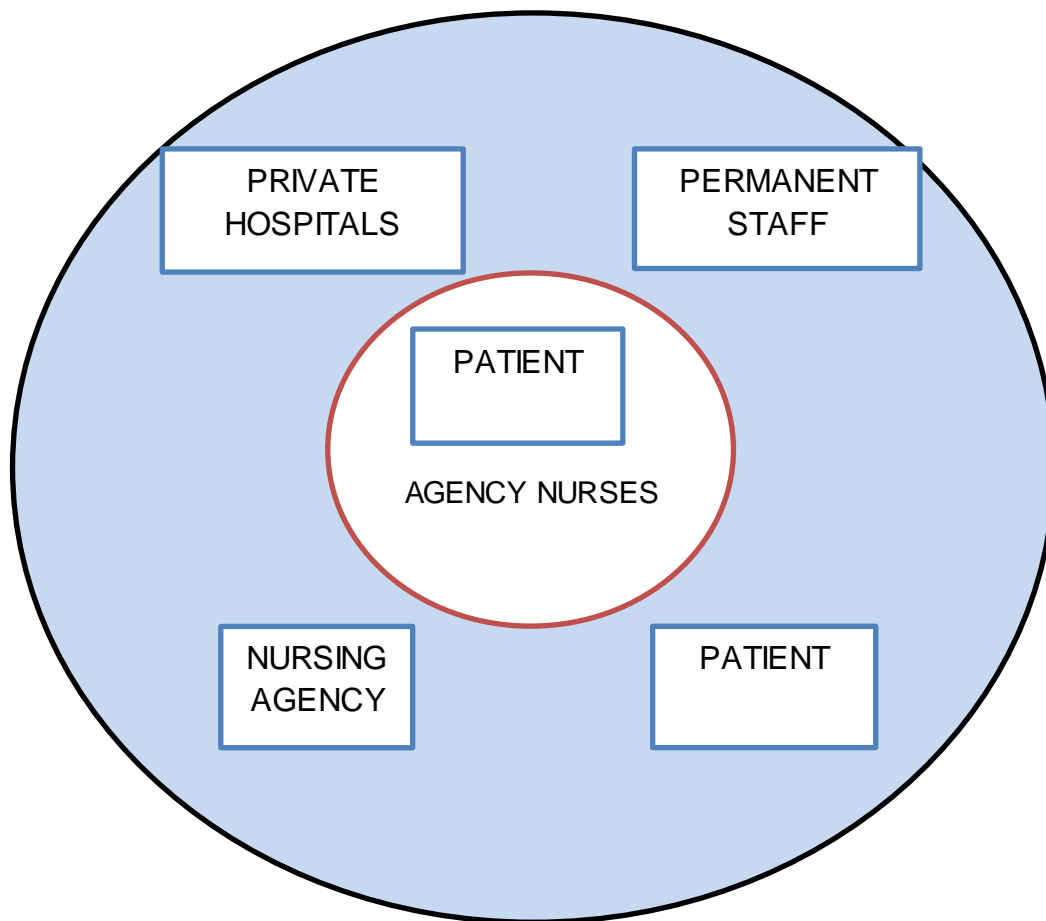 PRIVATE
HOSPITALS
PERMANENT
STAFF
PATIENT
AGENCY NURSES
NURSING
AGENCY
PATIENT